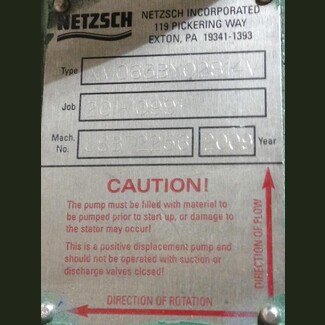 NETZSCH
NETZSCH INCORPORATED
119 PICKERING WAY
EXTON, PA 19341-1393
Type
Job
Mach. No.
2009 Year
CAUTION!
The pump must be filled with material to
be pumped prior to start up, or damage to
the stator may occur!
This is a positive displacement pump and
should not be operated with suction or
discharge valves closed!
DIRECTION OF FLOW
DIRECTION OF ROTATION